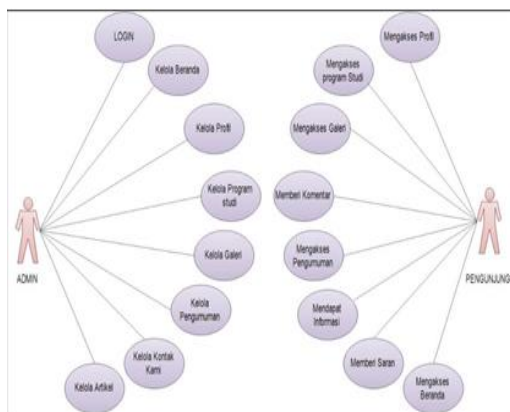 LOGIN
Kelola Beranda
Kelola Profil
Kelola Program
studi
Kelola Galeri
Kelola
Pengumuman
Kelola Kontak
Kami
Kelola Artikel
ADMIN
Mengakses Profil
Mengakses
program Studi
Mengakses Galeri
Memberi Komentar
Mengakses
Pengumuman
Mendapat
Informasi
Memberi Saran
Mengakses
Beranda
PENGUNJUNG